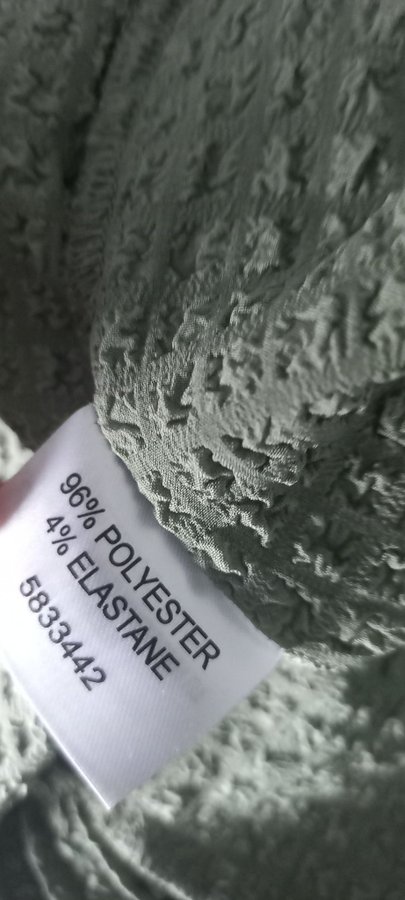 96% POLYESTER
4% ELASTANE
5833442